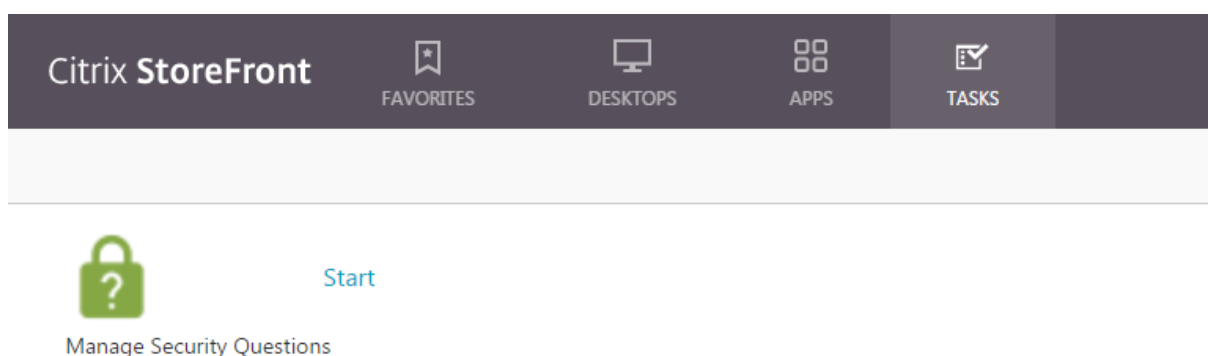 Citrix StoreFront
FAVORITES
DESKTOPS
APPS
TASKS
?
Start
Manage Security Questions